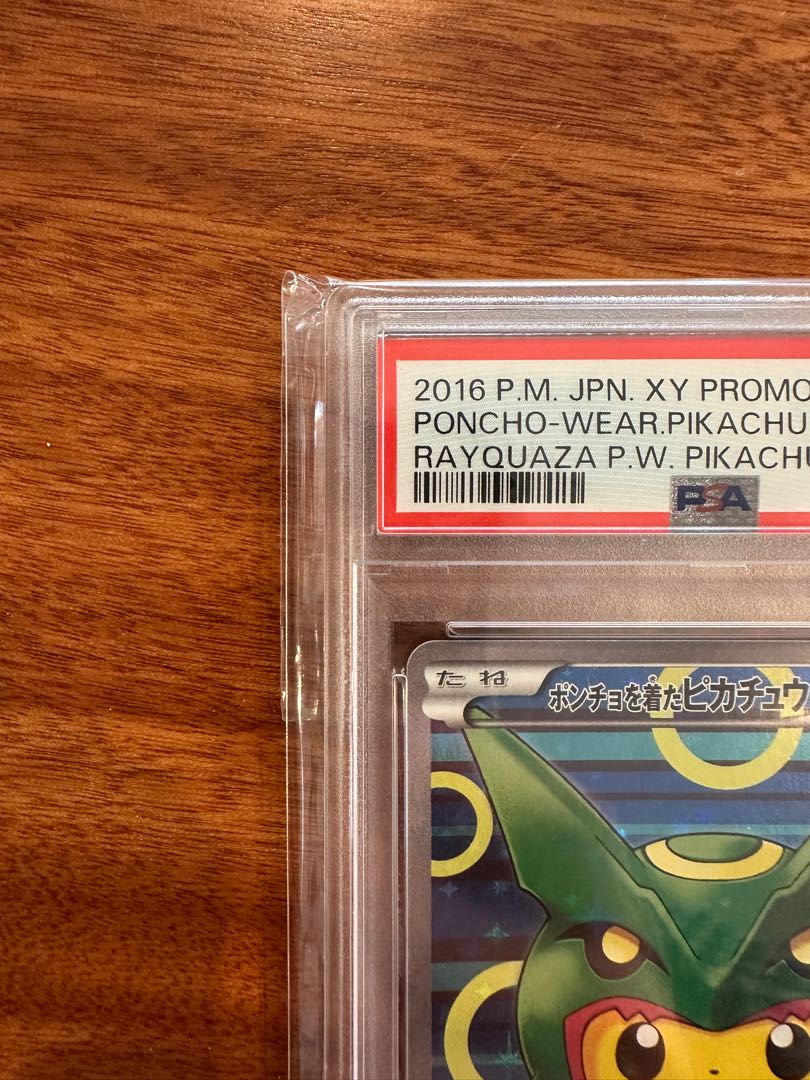 2016 P.M. JPN. XY PROMO
PONCHO-WEAR.PIKACHU
RAYQUAZA P.W. PIKACHU
PSA
たね
ポンチョを着たピカチュウ